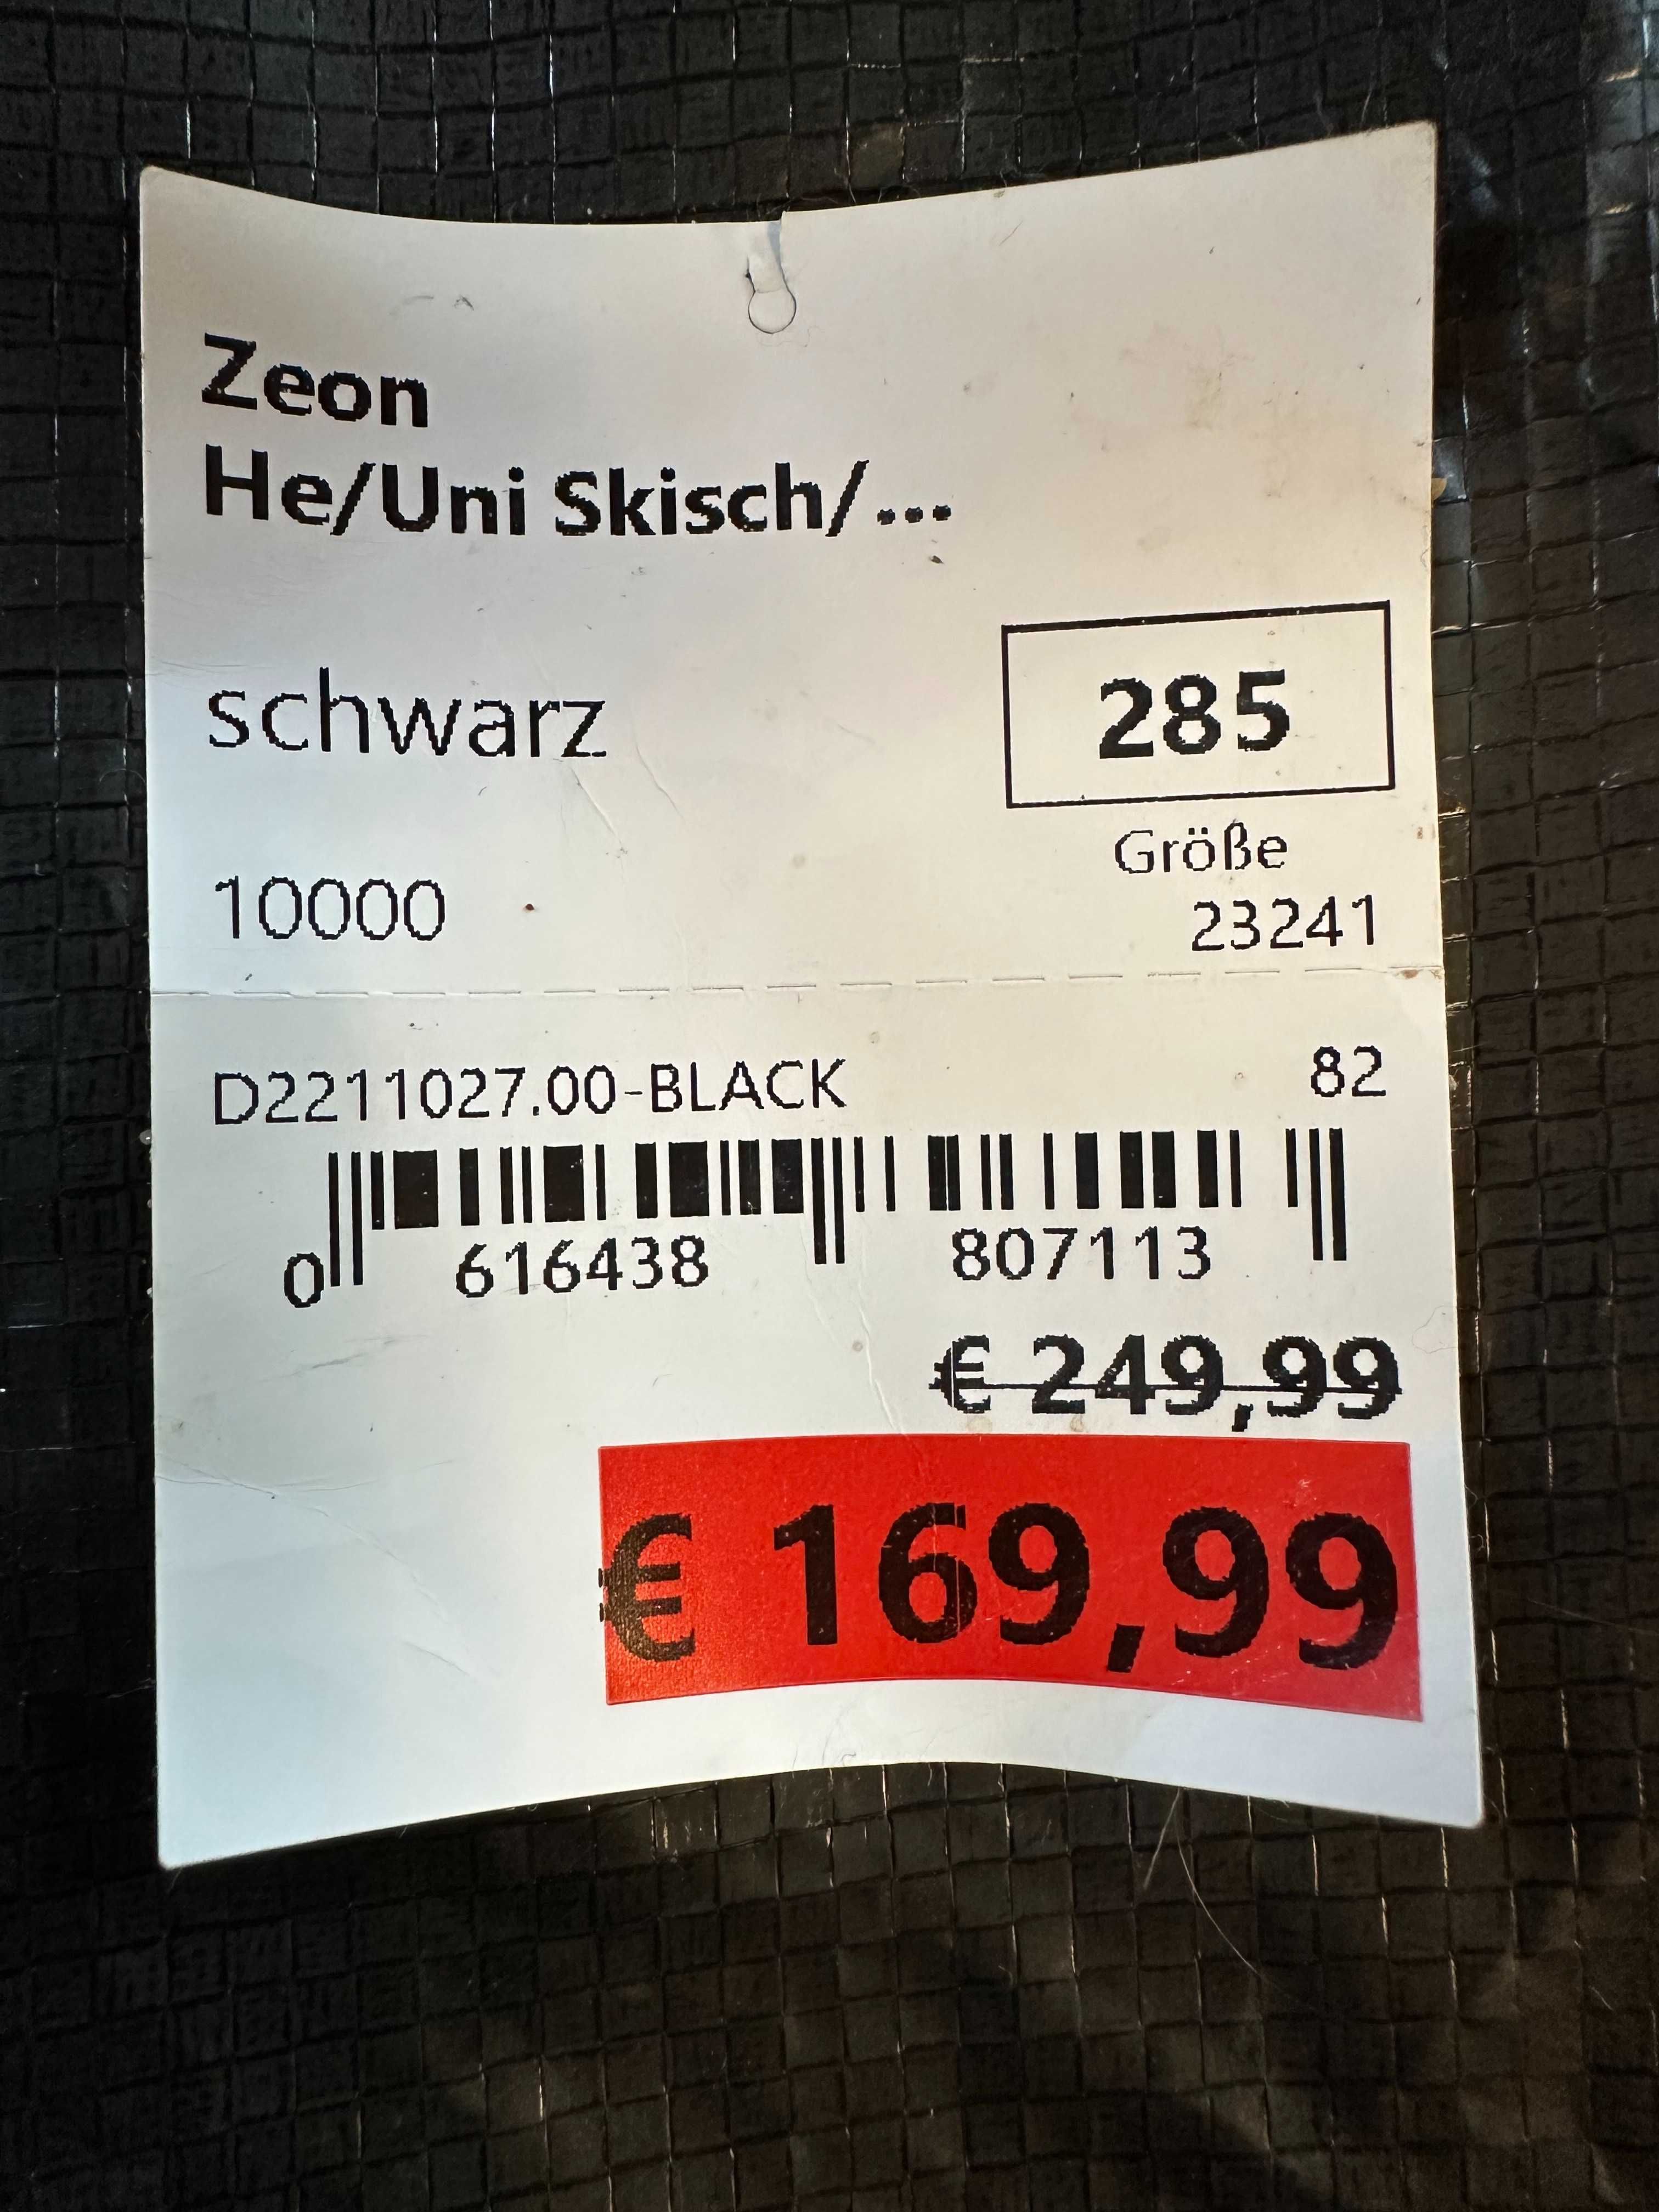 Zeon
He/Uni Skisch/...
schwarz
285
Größe
10000
23241
D2211027.00-BLACK
82
0 616438 807113
€ 249,99
€ 169,99